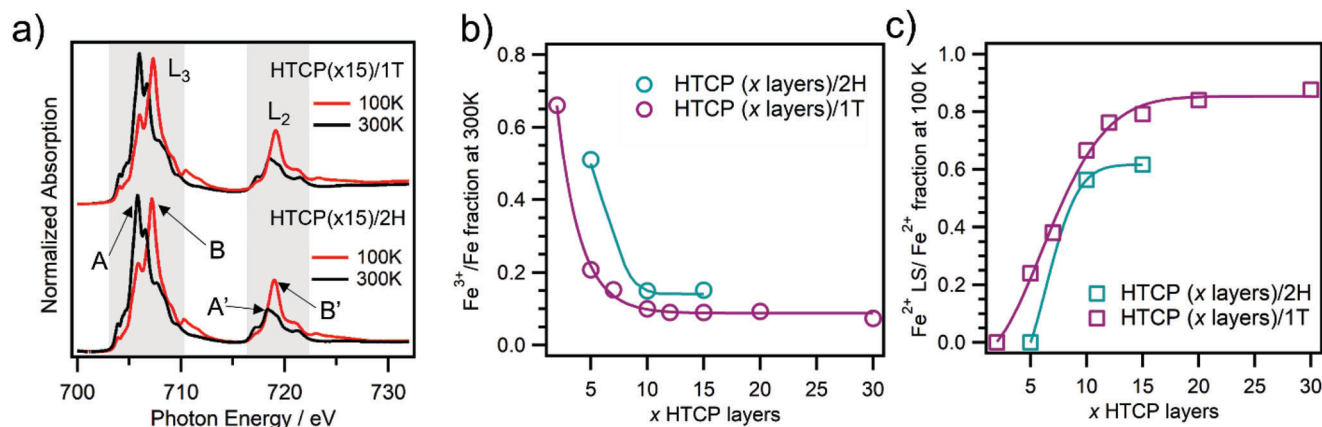 a)
Normalized Absorption
HTCP(x15)/1T
L3
100K
300K
L2
HTCP(x15)/2H
100K
300K
A
B
A'
B'
700 710 720 730
Photon Energy / eV
b)
Fe3+/Fe fraction at 300K
0.8
0.6
0.4
0.2
0.0
HTCP (x layers)/2H
HTCP (x layers)/1T
5 10 15 20 25 30
x HTCP layers
c)
Fe2+ LS/ Fe2+ fraction at 100 K
1.0
0.8
0.6
0.4
0.2
0.0
HTCP (x layers)/2H
HTCP (x layers)/1T
5 10 15 20 25 30
x HTCP layers